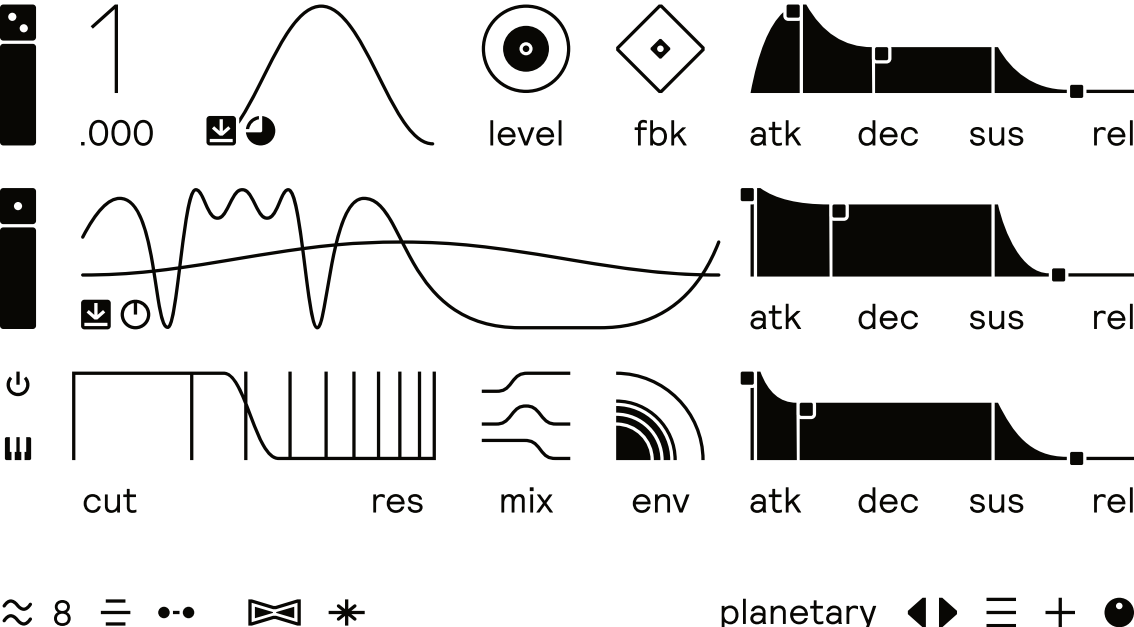 1
.000 level fbk atk dec sus rel
atk dec sus rel
cut res mix env atk dec sus rel
8 planetary